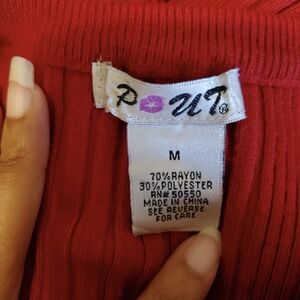 POUT®
M
70%RAYON
30%POLYESTER
RN# 50550
MADE IN CHINA
SEE REVERSE
FOR CARE